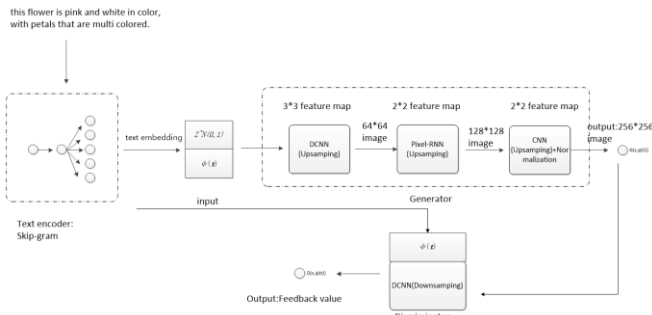 this flower is pink and white in color,
with petals that are multi colored.
3*3 feature map
2*2 feature map
2*2 feature map
text embedding
Z~N(0,1)
φ(t)
DCNN
(Upsamping)
64*64
image
Pixel-RNN
(Upsamping)
128*128
image
CNN
(Upsamping)+Nor
malization
output:256*256
image
input
Generator
Text encoder:
Skip-gram
φ(t)
DCNN(Downsamping)
Output:Feedback value
Discriminator